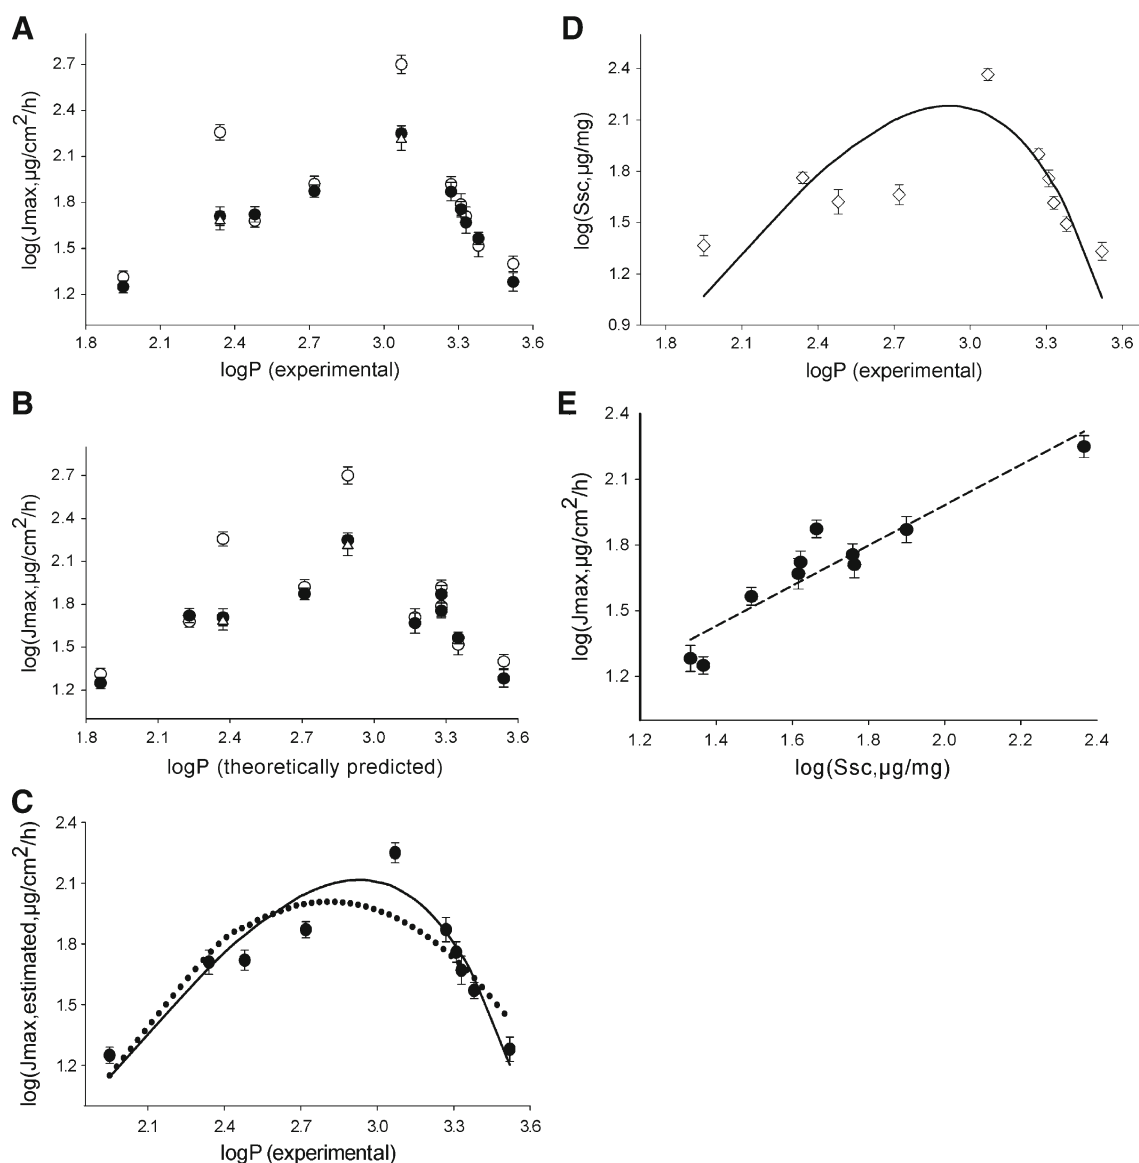 A
log(Jmax,µg/cm²/h)
2.7
2.4
2.1
1.8
1.5
1.2
1.8 2.1 2.4 2.7 3.0 3.3 3.6
logP (experimental)
D
log(Ssc,µg/mg)
2.4
2.1
1.8
1.5
1.2
0.9
1.8 2.1 2.4 2.7 3.0 3.3 3.6
logP (experimental)
B
log(Jmax,µg/cm²/h)
2.7
2.4
2.1
1.8
1.5
1.2
1.8 2.1 2.4 2.7 3.0 3.3 3.6
logP (theoretically predicted)
E
log(Jmax,µg/cm²/h)
2.4
2.1
1.8
1.5
1.2
1.2 1.4 1.6 1.8 2.0 2.2 2.4
log(Ssc,µg/mg)
C
log(Jmax,estimated,µg/cm²/h)
2.4
2.1
1.8
1.5
1.2
2.1 2.4 2.7 3.0 3.3 3.6
logP (experimental)